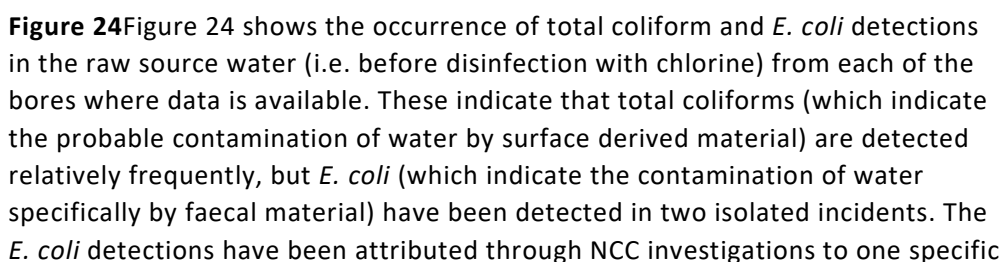 Figure 24Figure 24 shows the occurrence of total coliform and E. coli detections
in the raw source water (i.e. before disinfection with chlorine) from each of the
bores where data is available. These indicate that total coliforms (which indicate
the probable contamination of water by surface derived material) are detected
relatively frequently, but E. coli (which indicate the contamination of water
specifically by faecal material) have been detected in two isolated incidents. The
E. coli detections have been attributed through NCC investigations to one specific